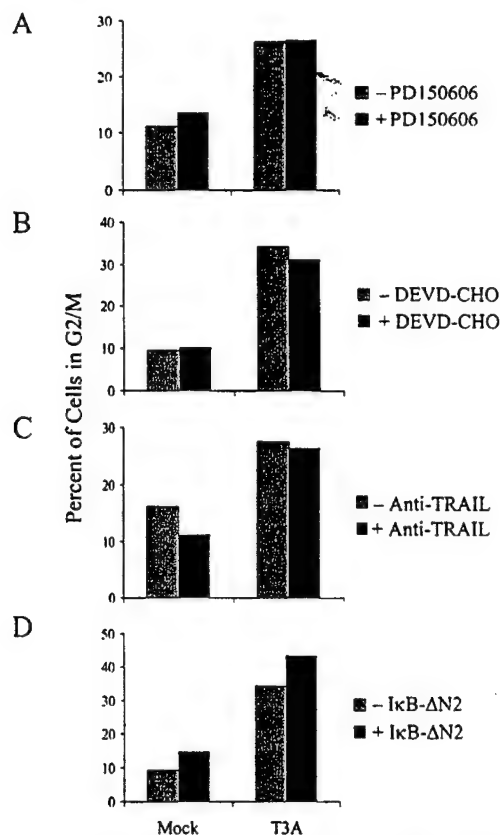 A
30
20
10
0
– PD150606
+ PD150606
B
40
30
20
10
0
– DEVD-CHO
+ DEVD-CHO
C
30
20
10
0
– Anti-TRAIL
+ Anti-TRAIL
D
50
40
30
20
10
0
– IκB-ΔN2
+ IκB-ΔN2
Percent of Cells in G2/M
Mock T3A